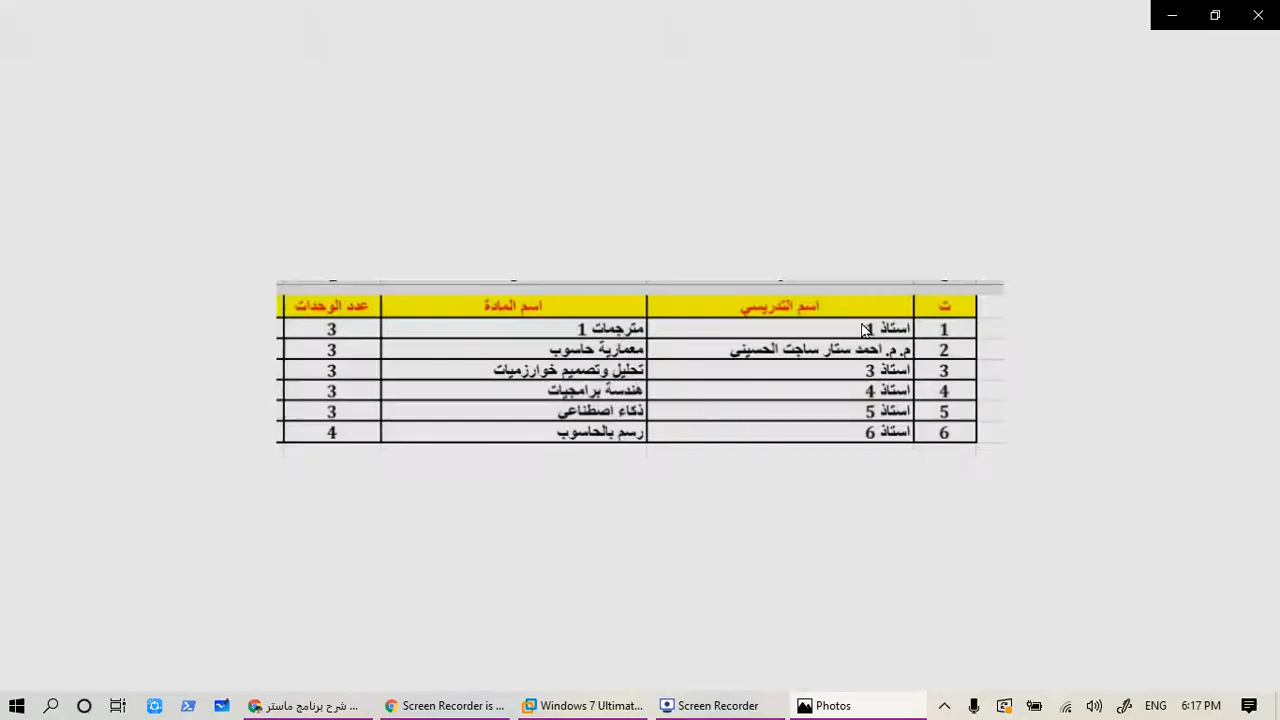 ت اسم التدريسي اسم المادة عدد الوحدات
1 استاذ 1 مترجمات 1 3
2 م.م. احمد ستار ساجت الحسيني معمارية حاسوب 3
3 استاذ 3 تحليل وتصميم خوارزميات 3
4 استاذ 4 هندسة برامجيات 3
5 استاذ 5 ذكاء اصطناعي 3
6 استاذ 6 رسم بالحاسوب 4
شرح برنامج ماستر ... Screen Recorder is ... Windows 7 Ultimat... Screen Recorder Photos ENG 6:17 PM